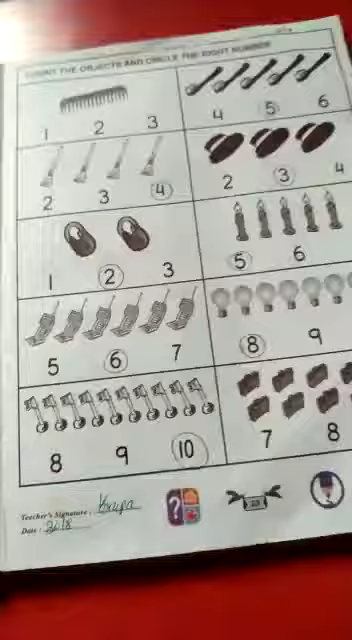 COUNT THE OBJECTS AND CIRCLE THE RIGHT NUMBER
1 2 3
4 5 6
2 3 4
2 3 4
1 2 3
5 6
5 6 7
8 9
8 9 10
7 8
Teacher's Signature : Krupa
Date :
?